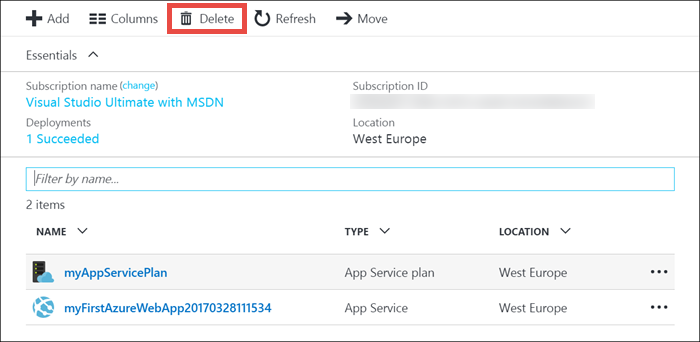 Add Columns Delete Refresh Move
Essentials
Subscription name (change) Subscription ID
Visual Studio Ultimate with MSDN
Deployments Location
1 Succeeded West Europe
Filter by name...
2 items
NAME TYPE LOCATION
myAppServicePlan App Service plan West Europe
myFirstAzureWebApp20170328111534 App Service West Europe